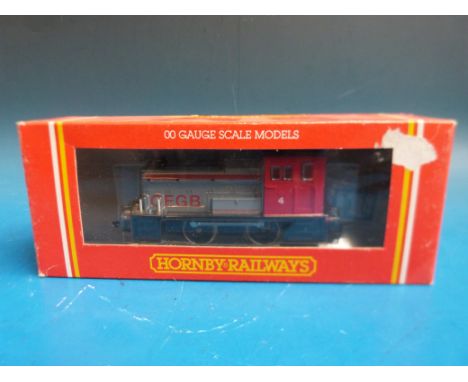 00 GAUGE SCALE MODELS
CEGB
4
HORNBY RAILWAYS